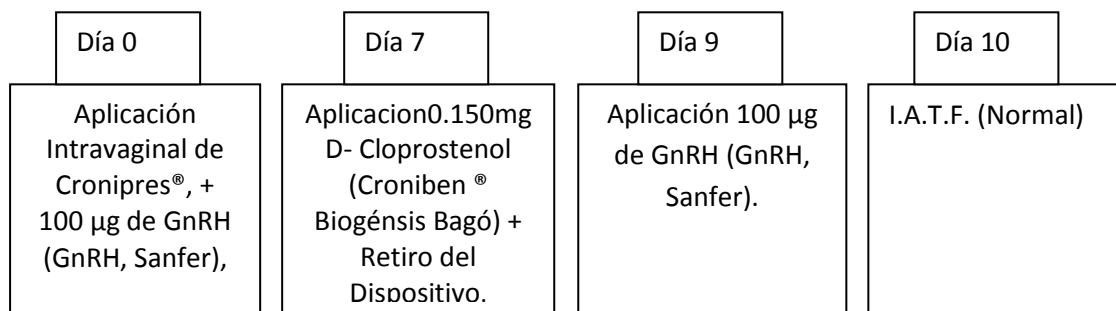 Día 0
Aplicación
Intravaginal de
Cronipres®, +
100 µg de GnRH
(GnRH, Sanfer),
Día 7
Aplicacion0.150mg
D- Cloprostenol
(Croniben ®
Biogénsis Bagó) +
Retiro del
Dispositivo.
Día 9
Aplicación 100 µg
de GnRH (GnRH,
Sanfer).
Día 10
I.A.T.F. (Normal)